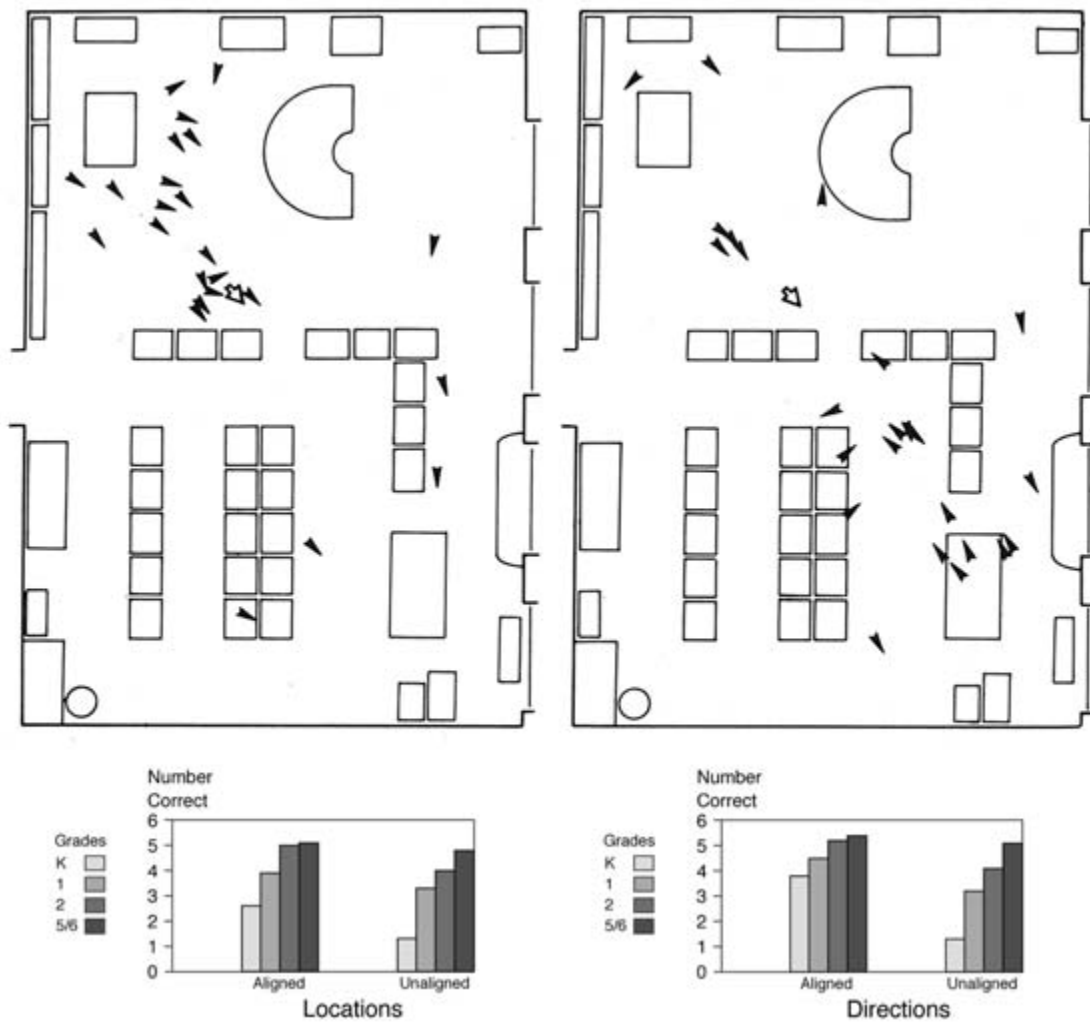 Number
Correct
6
5
4
3
2
1
0
Grades
K
1
2
5/6
Aligned
Unaligned
Locations
Number
Correct
6
5
4
3
2
1
0
Grades
K
1
2
5/6
Aligned
Unaligned
Directions